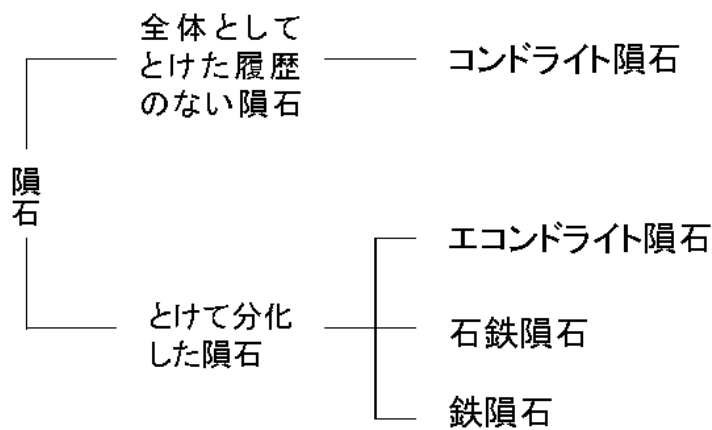 隕石
全体として
とけた履歴
のない隕石
コンドライト隕石
とけて分化
した隕石
エコンドライト隕石
石鉄隕石
鉄隕石